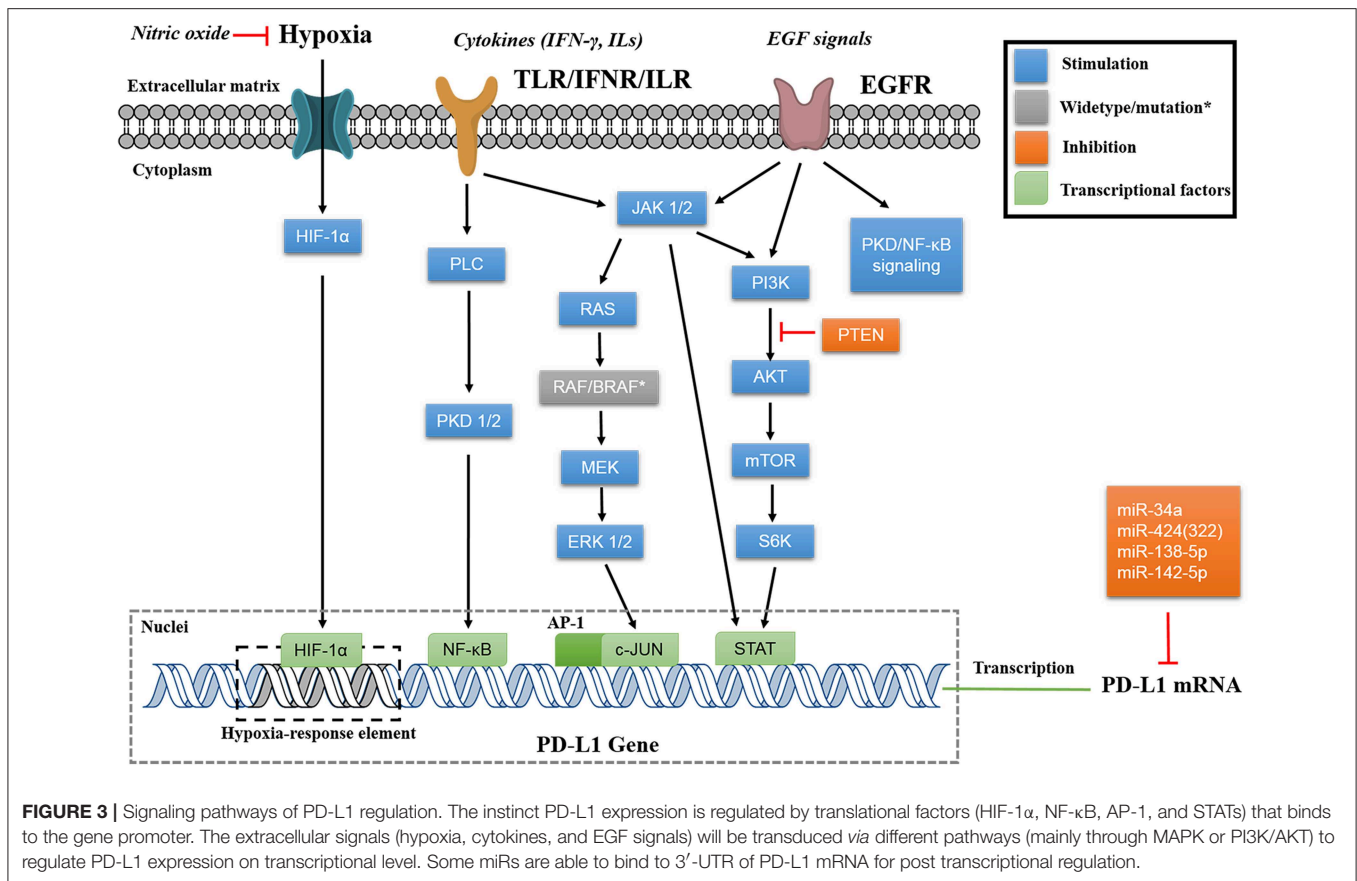 Nitric oxide
Hypoxia
Cytokines (IFN-γ, ILs)
EGF signals
TLR/IFNR/ILR
EGFR
Extracellular matrix
Cytoplasm
Stimulation
Widetype/mutation*
Inhibition
Transcriptional factors
HIF-1α
PLC
PKD 1/2
JAK 1/2
RAS
RAF/BRAF*
MEK
ERK 1/2
PI3K
PTEN
AKT
mTOR
S6K
PKD/NF-κB
signaling
miR-34a
miR-424(322)
miR-138-5p
miR-142-5p
Nuclei
HIF-1α
NF-κB
AP-1
c-JUN
STAT
Transcription
PD-L1 mRNA
Hypoxia-response element
PD-L1 Gene
FIGURE 3 | Signaling pathways of PD-L1 regulation. The instinct PD-L1 expression is regulated by translational factors (HIF-1α, NF-κB, AP-1, and STATs) that binds
to the gene promoter. The extracellular signals (hypoxia, cytokines, and EGF signals) will be transduced via different pathways (mainly through MAPK or PI3K/AKT) to
regulate PD-L1 expression on transcriptional level. Some miRs are able to bind to 3′-UTR of PD-L1 mRNA for post transcriptional regulation.